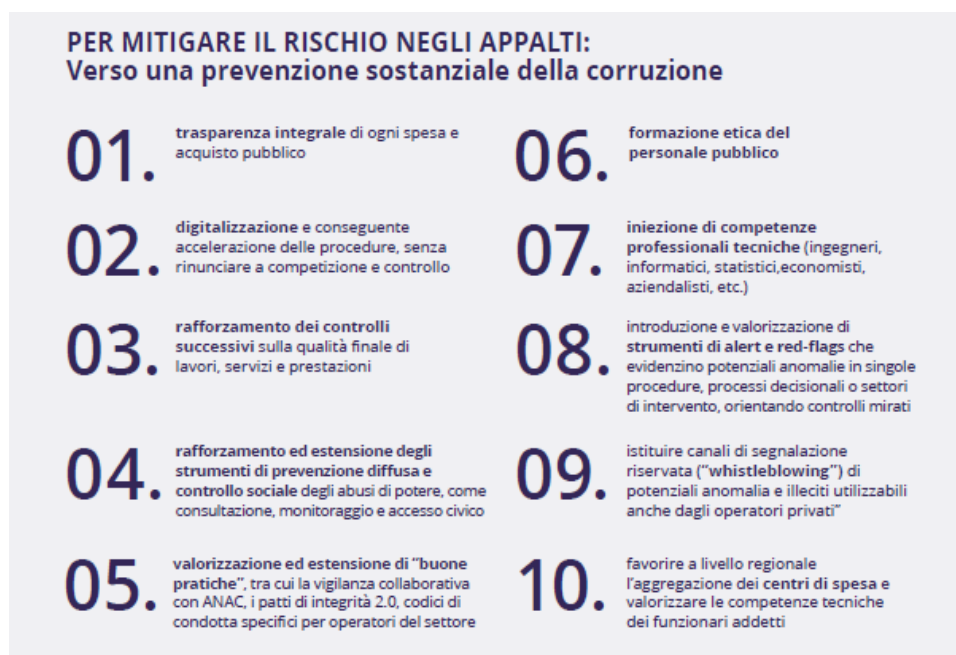 PER MITIGARE IL RISCHIO NEGLI APPALTI:
Verso una prevenzione sostanziale della corruzione
01.
trasparenza integrale di ogni spesa e
acquisto pubblico
02.
digitalizzazione e conseguente
accelerazione delle procedure, senza
rinunciare a competizione e controllo
03.
rafforzamento dei controlli
successivi sulla qualità finale di
lavori, servizi e prestazioni
04.
rafforzamento ed estensione degli
strumenti di prevenzione diffusa e
controllo sociale degli abusi di potere, come
consultazione, monitoraggio e accesso civico
05.
valorizzazione ed estensione di “buone
pratiche”, tra cui la vigilanza collaborativa
con ANAC, i patti di integrità 2.0, codici di
condotta specifici per operatori del settore
06.
formazione etica del
personale pubblico
07.
iniezione di competenze
professionali tecniche (ingegneri,
informatici, statistici,economisti,
aziendalisti, etc.)
08.
introduzione e valorizzazione di
strumenti di alert e red-flags che
evidenzino potenziali anomalie in singole
procedure, processi decisionali o settori
di intervento, orientando controlli mirati
09.
istituire canali di segnalazione
riservata (“whistleblowing”) di
potenziali anomalia e illeciti utilizzabili
anche dagli operatori privati”
10.
favorire a livello regionale
l’aggregazione dei centri di spesa e
valorizzare le competenze tecniche
dei funzionari addetti